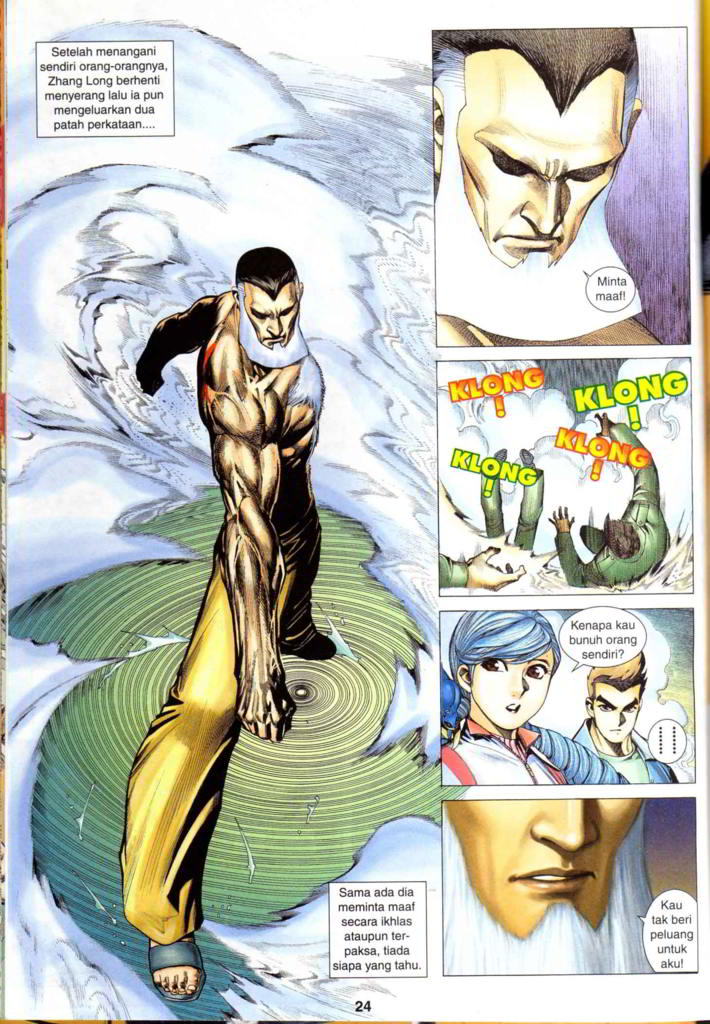 Setelah menangani
sendiri orang-orangnya,
Zhang Long berhenti
menyerang lalu ia pun
mengeluarkan dua
patah perkataan....
Minta
maaf!
KLONG
!
KLONG
!
KLONG
!
KLONG
!
Kenapa kau
bunuh orang
sendiri?
Kau
tak beri
peluang
untuk
aku!
Sama ada dia
meminta maaf
secara ikhlas
ataupun ter-
paksa, tiada
siapa yang tahu.
24